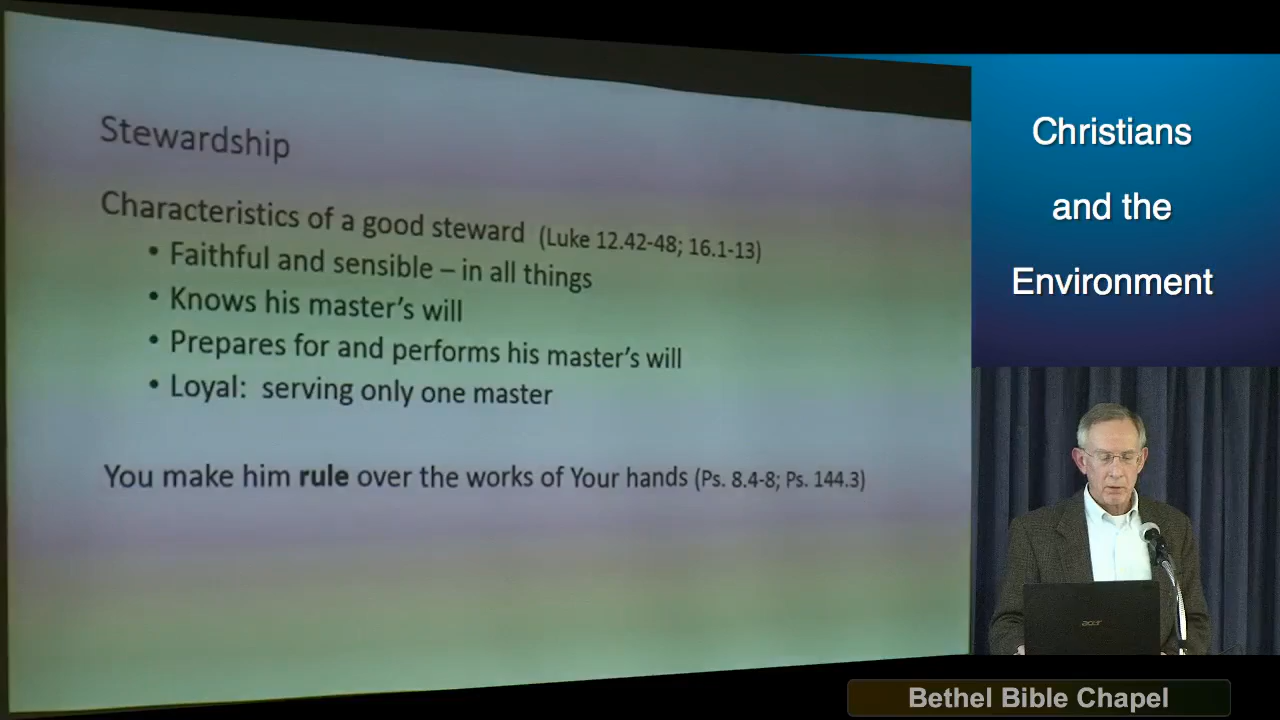 Stewardship
Characteristics of a good steward (Luke 12.42-48; 16.1-13)
• Faithful and sensible – in all things
• Knows his master's will
• Prepares for and performs his master's will
• Loyal: serving only one master
You make him rule over the works of Your hands (Ps. 8.4-8; Ps. 144.3)
Christians
and the
Environment
acer
Bethel Bible Chapel